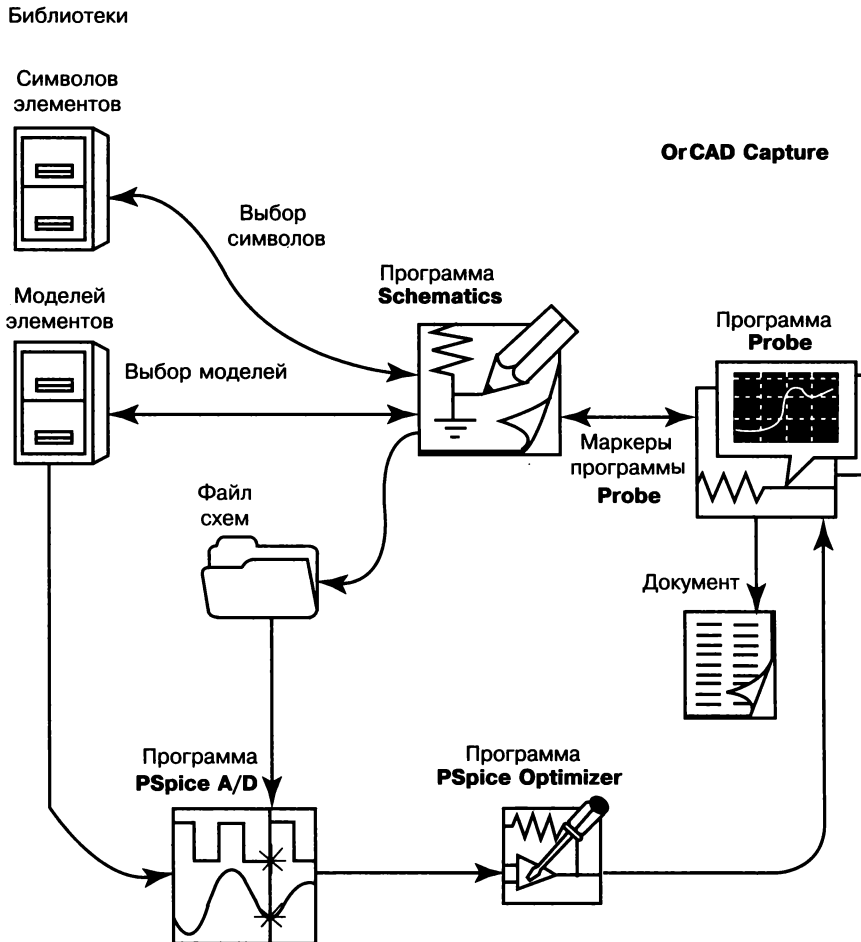 Библиотеки
Символов
элементов
OrCAD Capture
Выбор
символов
Программа
Schematics
Моделей
элементов
Программа
Probe
Выбор моделей
Маркеры
программы
Probe
Файл
схем
Документ
Программа
PSpice A/D
Программа
PSpice Optimizer